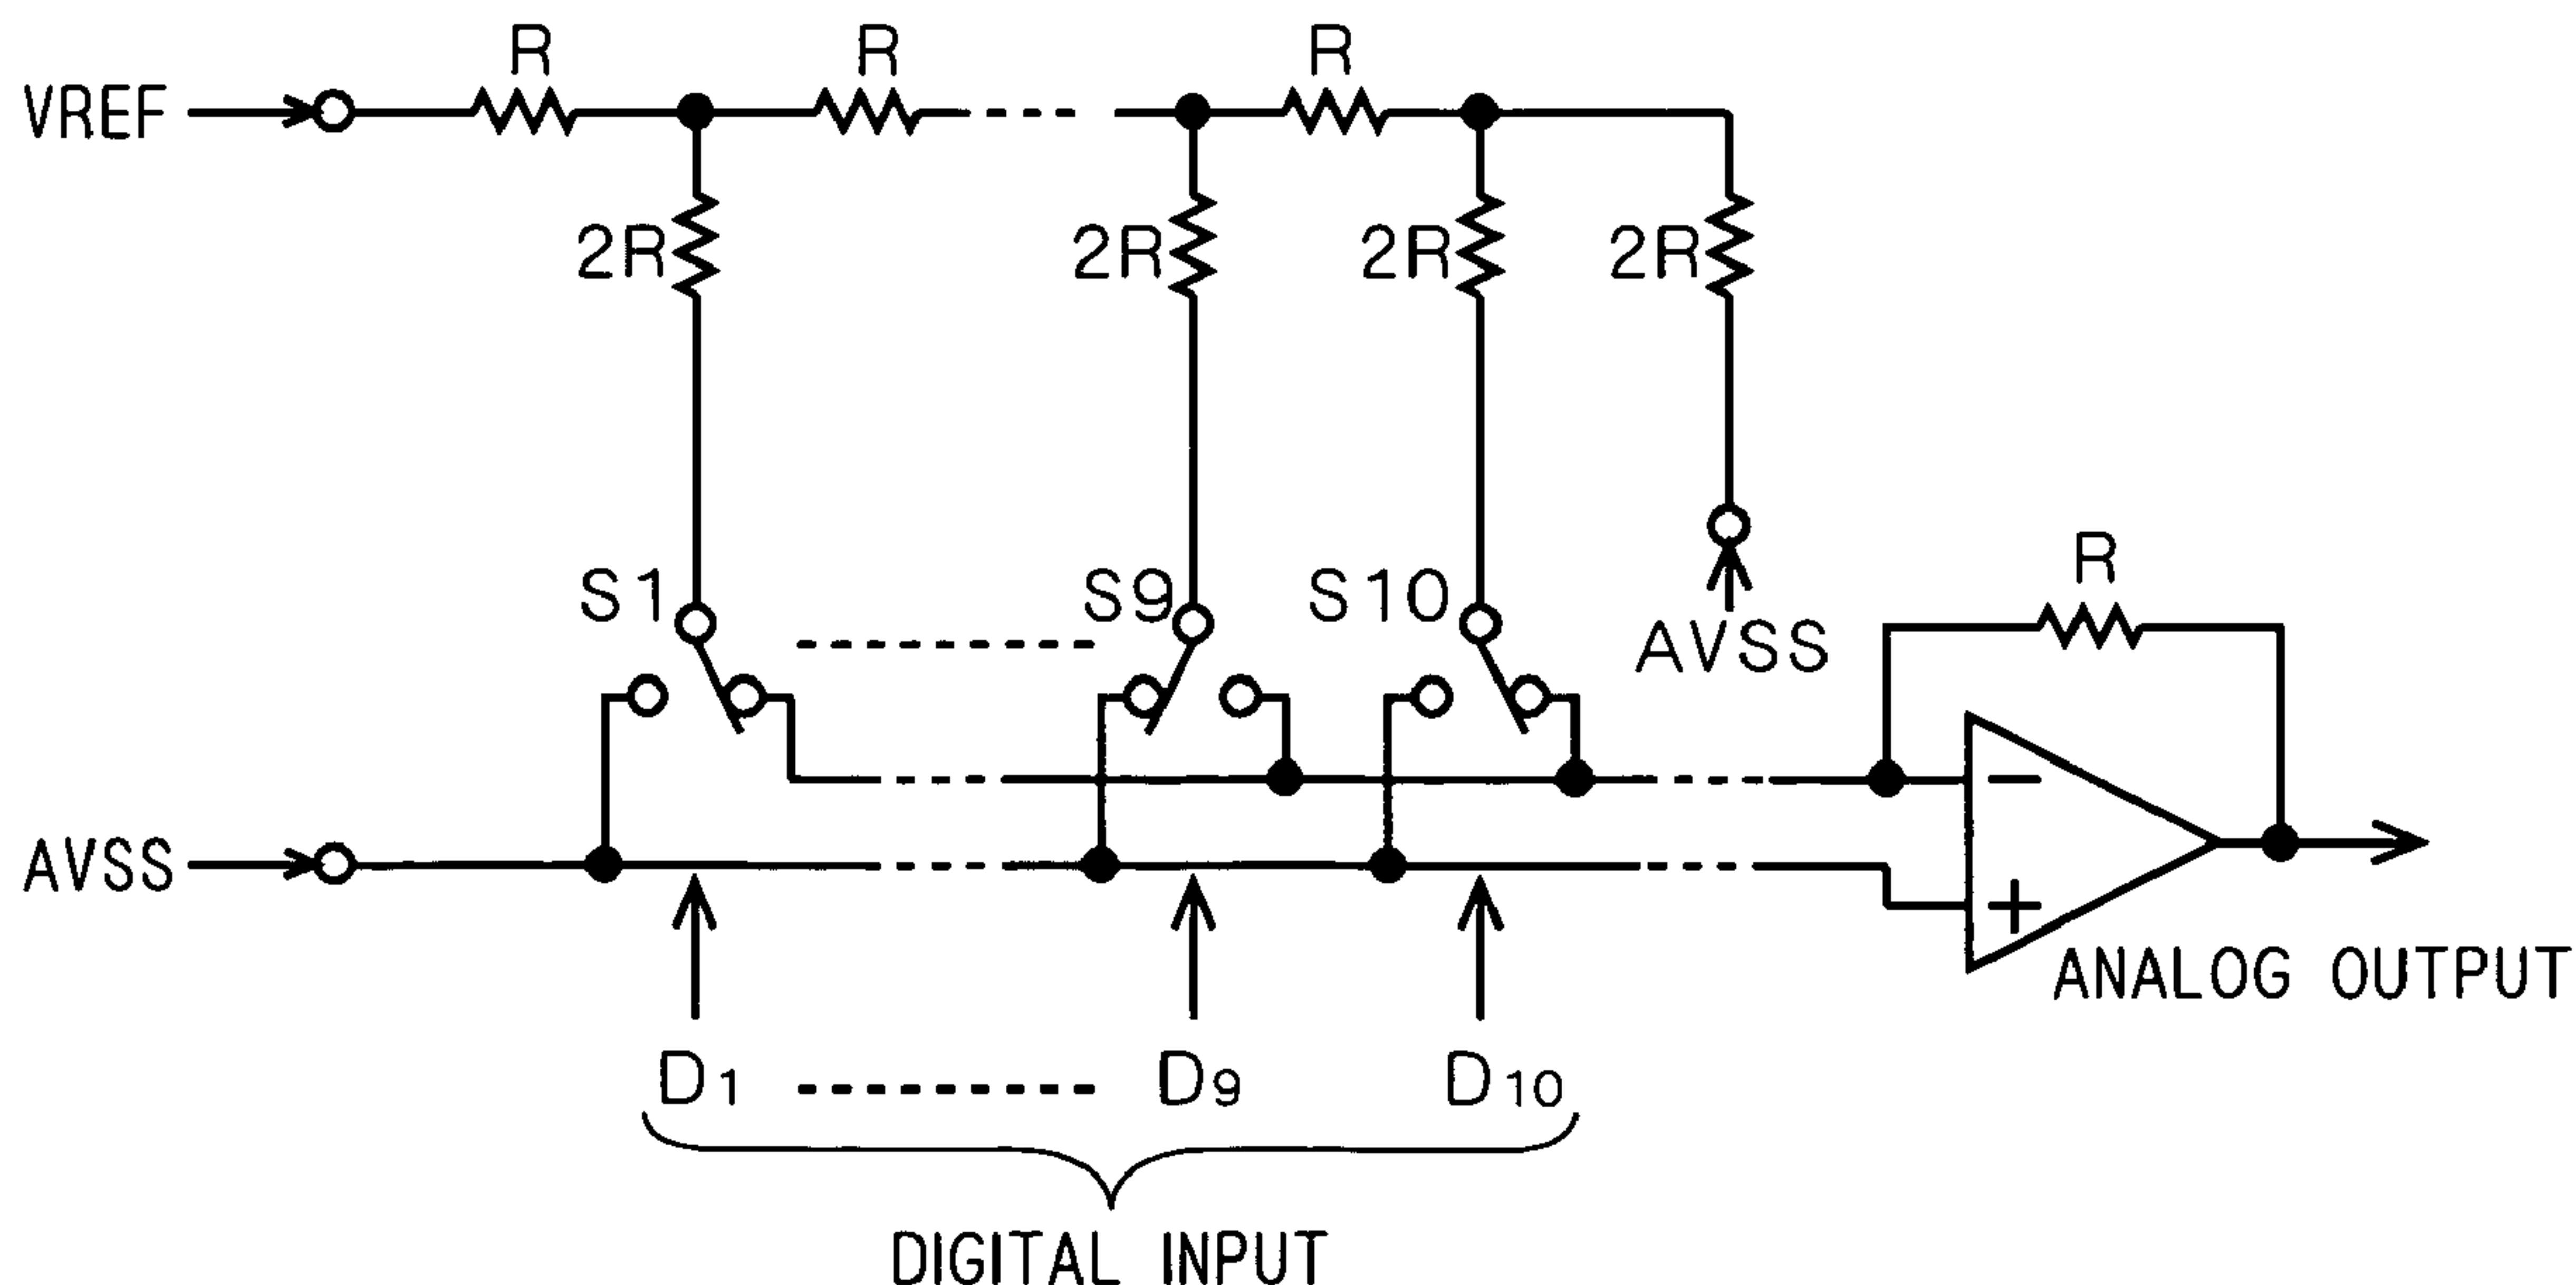 R R R
VREF
2R 2R 2R 2R
S1 S9 S10
R
AVSS
−
AVSS
+
ANALOG OUTPUT
D1 D9 D10
DIGITAL INPUT